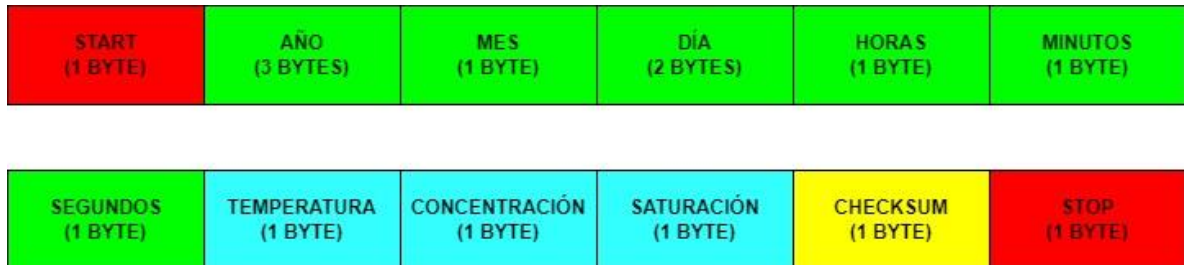 START
(1 BYTE)
AÑO
(3 BYTES)
MES
(1 BYTE)
DÍA
(2 BYTES)
HORAS
(1 BYTE)
MINUTOS
(1 BYTE)
SEGUNDOS
(1 BYTE)
TEMPERATURA
(1 BYTE)
CONCENTRACIÓN
(1 BYTE)
SATURACIÓN
(1 BYTE)
CHECKSUM
(1 BYTE)
STOP
(1 BYTE)